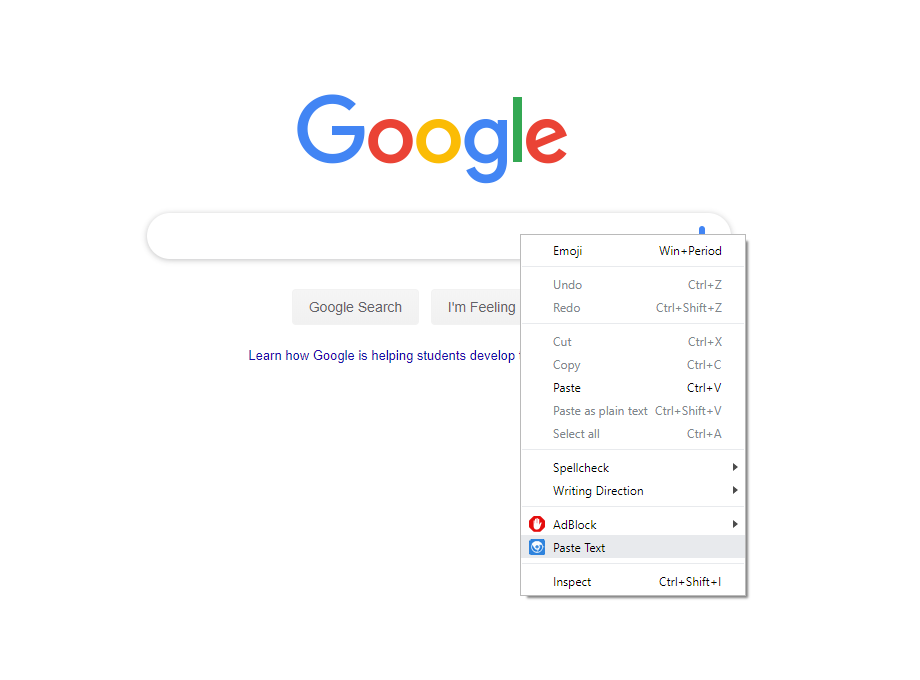 Google
Emoji Win+Period
Undo Ctrl+Z
Google Search I'm Feeling
Redo Ctrl+Shift+Z
Cut Ctrl+X
Learn how Google is helping students develop
Copy Ctrl+C
Paste Ctrl+V
Paste as plain text Ctrl+Shift+V
Select all Ctrl+A
Spellcheck
Writing Direction
AdBlock
Paste Text
Inspect Ctrl+Shift+I